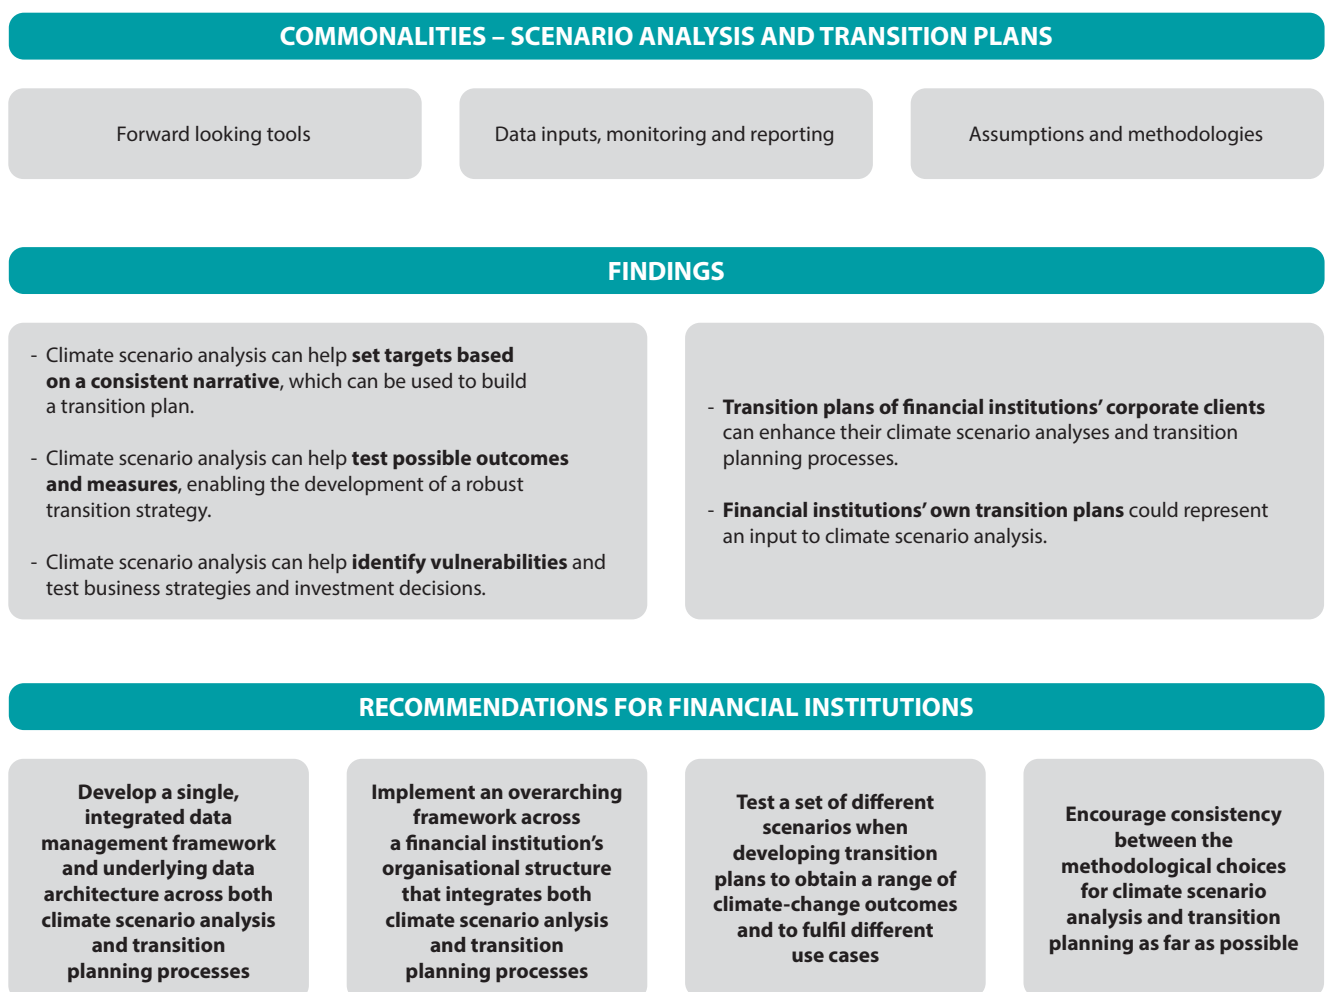 COMMONALITIES – SCENARIO ANALYSIS AND TRANSITION PLANS
Forward looking tools
Data inputs, monitoring and reporting
Assumptions and methodologies
FINDINGS
- Climate scenario analysis can help set targets based
on a consistent narrative, which can be used to build
a transition plan.
- Climate scenario analysis can help test possible outcomes
and measures, enabling the development of a robust
transition strategy.
- Climate scenario analysis can help identify vulnerabilities and
test business strategies and investment decisions.
- Transition plans of financial institutions’ corporate clients
can enhance their climate scenario analyses and transition
planning processes.
- Financial institutions’ own transition plans could represent
an input to climate scenario analysis.
RECOMMENDATIONS FOR FINANCIAL INSTITUTIONS
Develop a single,
integrated data
management framework
and underlying data
architecture across both
climate scenario analysis
and transition
planning processes
Implement an overarching
framework across
a financial institution’s
organisational structure
that integrates both
climate scenario anlysis
and transition
planning processes
Test a set of different
scenarios when
developing transition
plans to obtain a range of
climate-change outcomes
and to fulfil different
use cases
Encourage consistency
between the
methodological choices
for climate scenario
analysis and transition
planning as far as possible